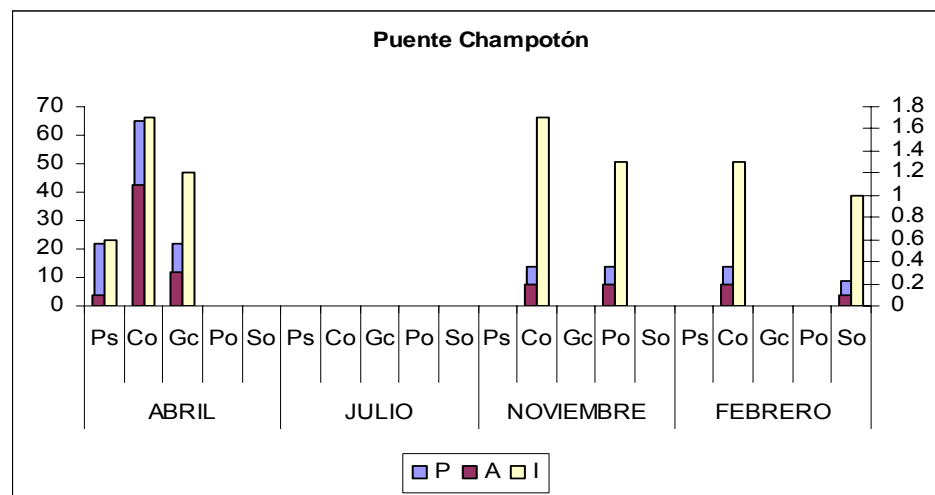 Puente Champotón
70 1.8
60 1.6
50 1.4
40 1.2
30 1
20 0.8
10 0.6
0 0.4
0.2
0
Ps Co Gc Po So Ps Co Gc Po So Ps Co Gc Po So Ps Co Gc Po So
ABRIL JULIO NOVIEMBRE FEBRERO
P A I